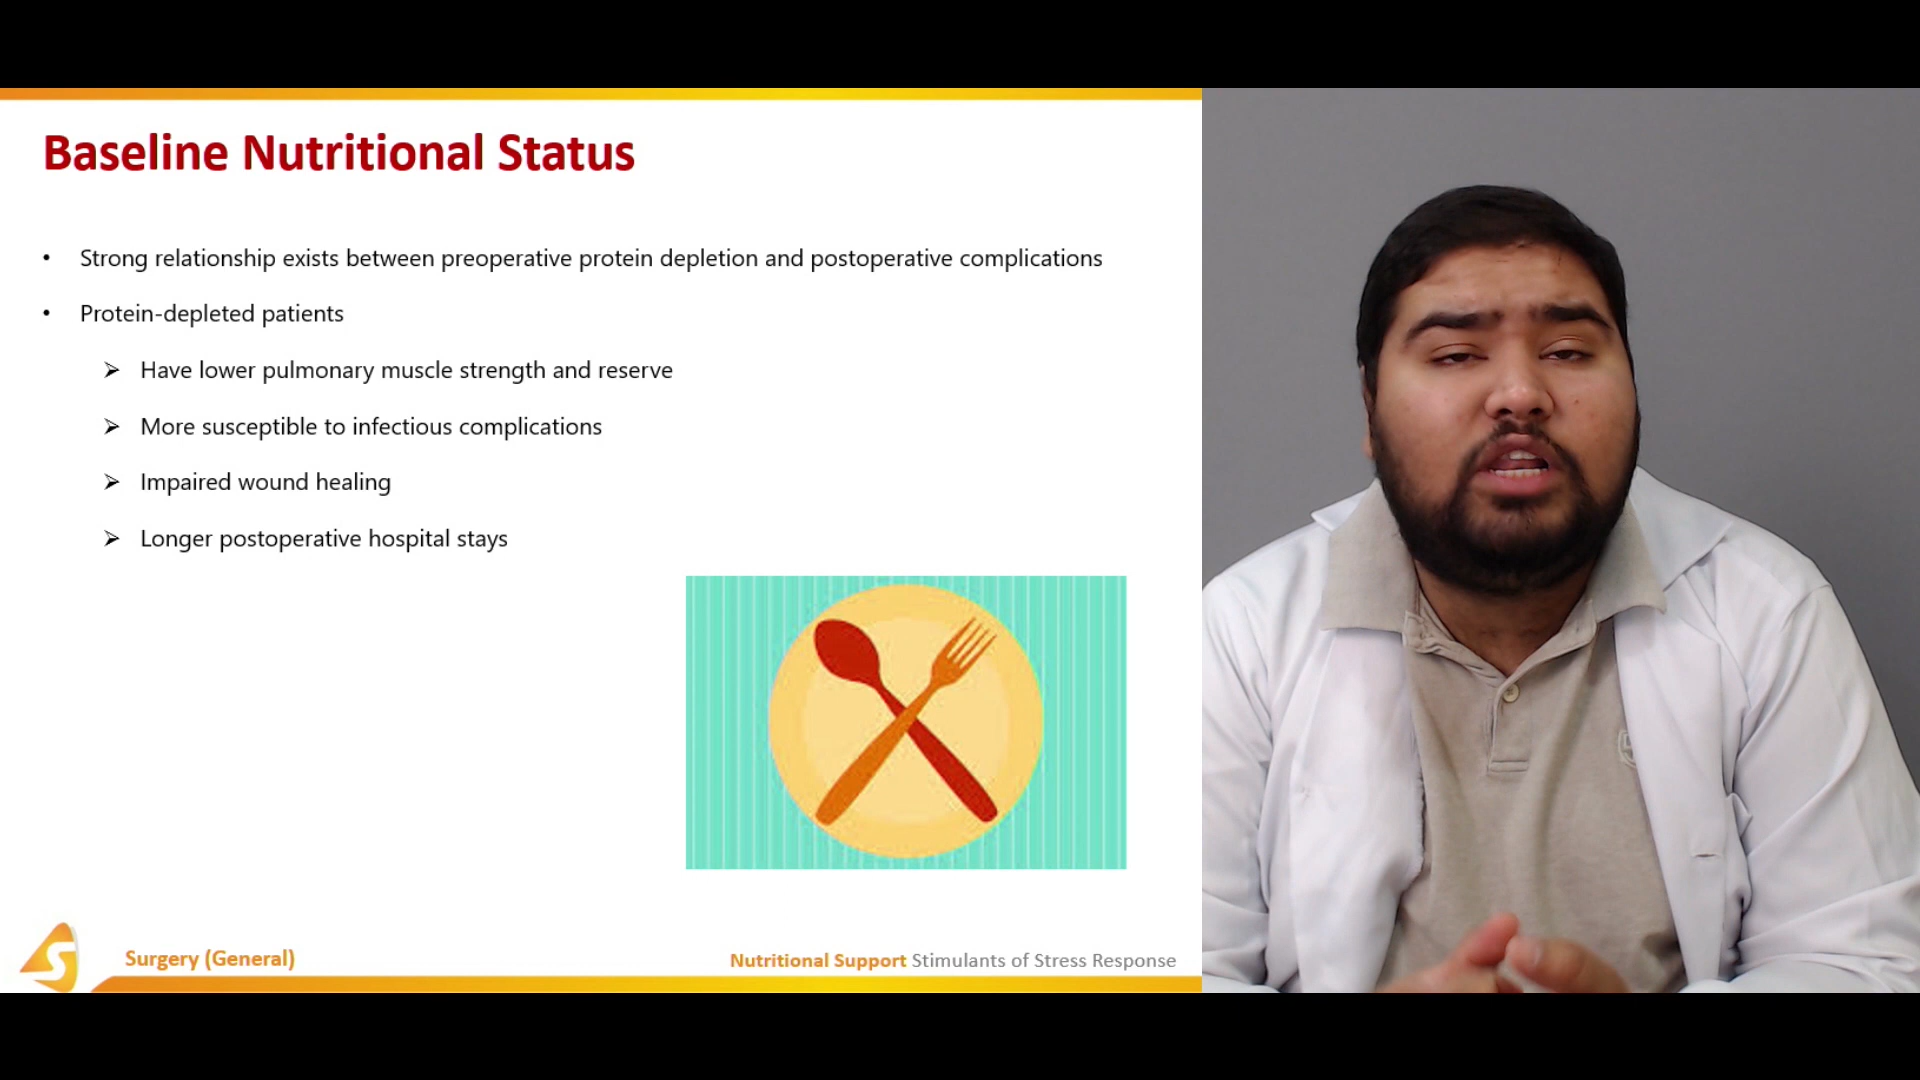 Baseline Nutritional Status
• Strong relationship exists between preoperative protein depletion and postoperative complications
• Protein-depleted patients
➢ Have lower pulmonary muscle strength and reserve
➢ More susceptible to infectious complications
➢ Impaired wound healing
➢ Longer postoperative hospital stays
S
Surgery (General)
Nutritional Support Stimulants of Stress Response